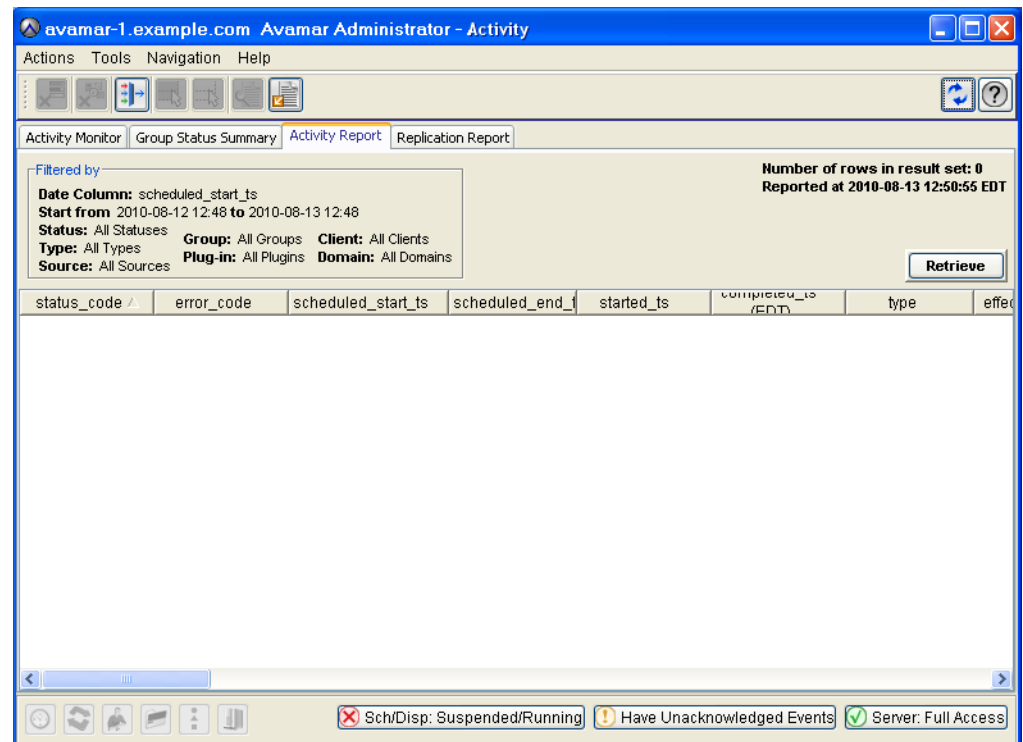 avamar-1.example.com Avamar Administrator - Activity
Actions Tools Navigation Help
Activity Monitor Group Status Summary Activity Report Replication Report
Filtered by
Date Column: scheduled_start_ts
Start from 2010-08-12 12:48 to 2010-08-13 12:48
Status: All Statuses
Type: All Types Group: All Groups Client: All Clients
Source: All Sources Plug-in: All Plugins Domain: All Domains
Number of rows in result set: 0
Reported at 2010-08-13 12:50:55 EDT
Retrieve
status_code error_code scheduled_start_ts scheduled_end_t started_ts completed_ts (EDT) type effec
Sch/Disp: Suspended/Running Have Unacknowledged Events Server: Full Access